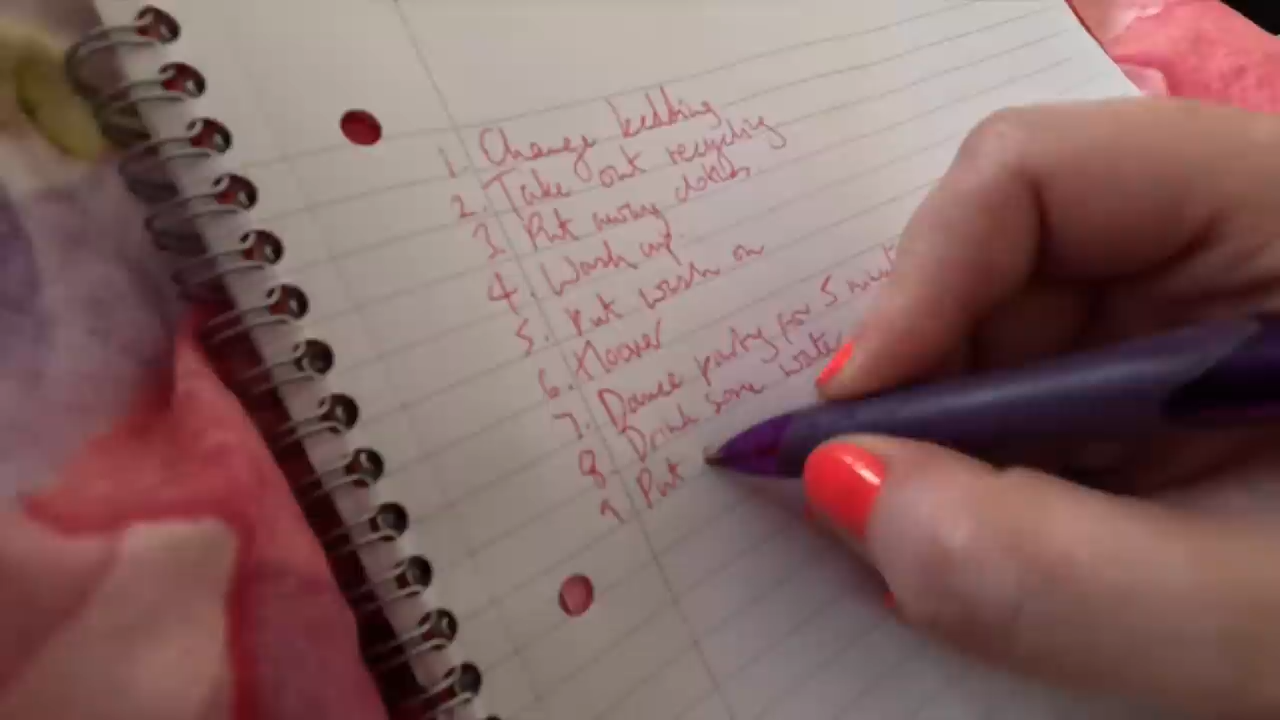 1. Change bedding
2. Take out recycling
3. Put away clothes
4. Wash up.
5. Put wash on
6. Hoover
7. Dance party for 5
8 Drink some water
9 Put